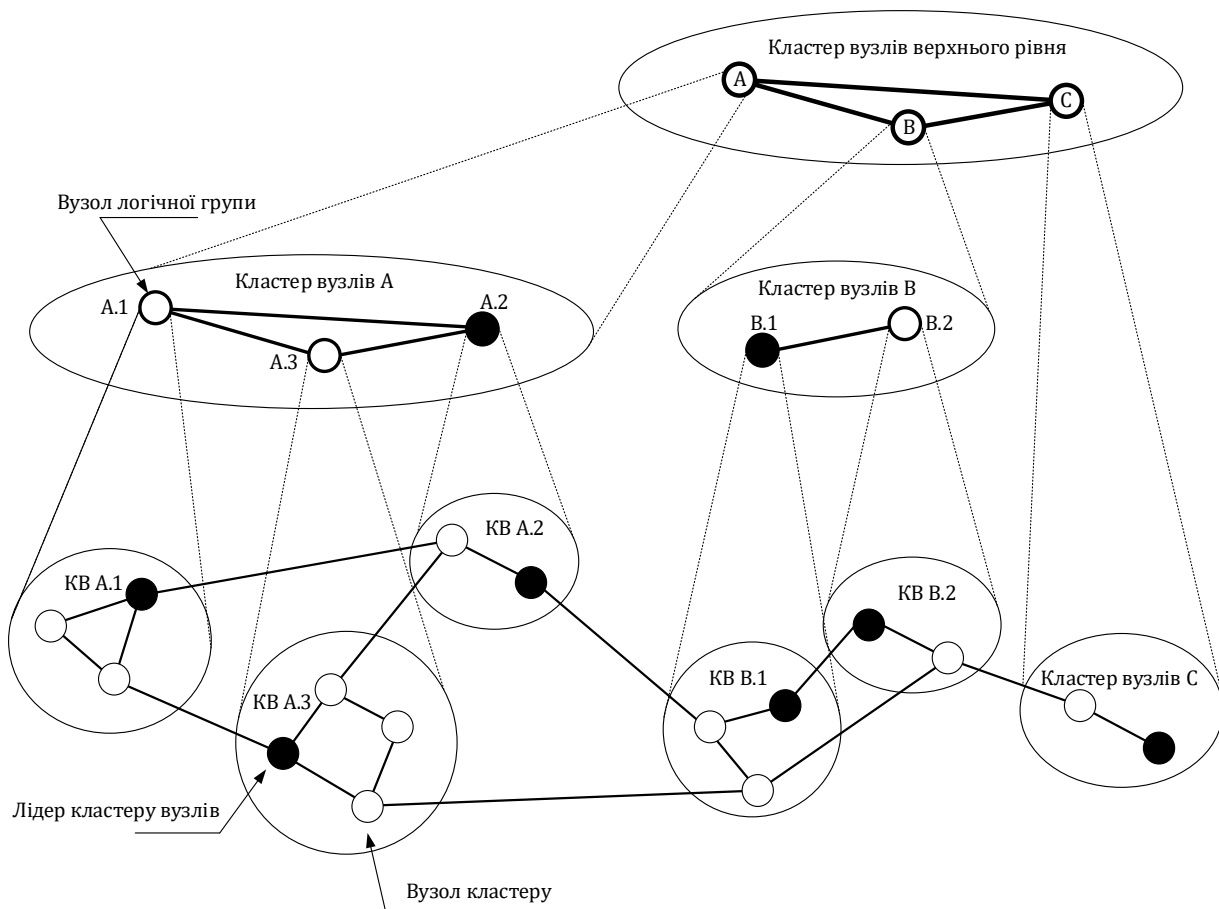 Кластер вузлів верхнього рівня
A
C
B
Вузол логічної групи
Кластер вузлів А
Кластер вузлів В
А.1
А.2
А.3
В.1
В.2
КВ А.2
КВ А.1
КВ В.2
КВ В.1
Кластер вузлів С
КВ А.3
Лідер кластеру вузлів
Вузол кластеру